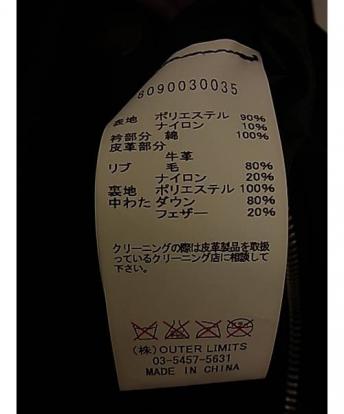 8090030035
表地 ポリエステル 90%
ナイロン 10%
衿部分 綿 100%
皮革部分
牛革
リブ 毛 80%
ナイロン 20%
裏地 ポリエステル 100%
中わた ダウン 80%
フェザー 20%
クリーニングの際は皮革製品を取扱
っているクリーニング店に相談して
下さい。
(株)OUTER LIMITS
03-5457-5631
MADE IN CHINA